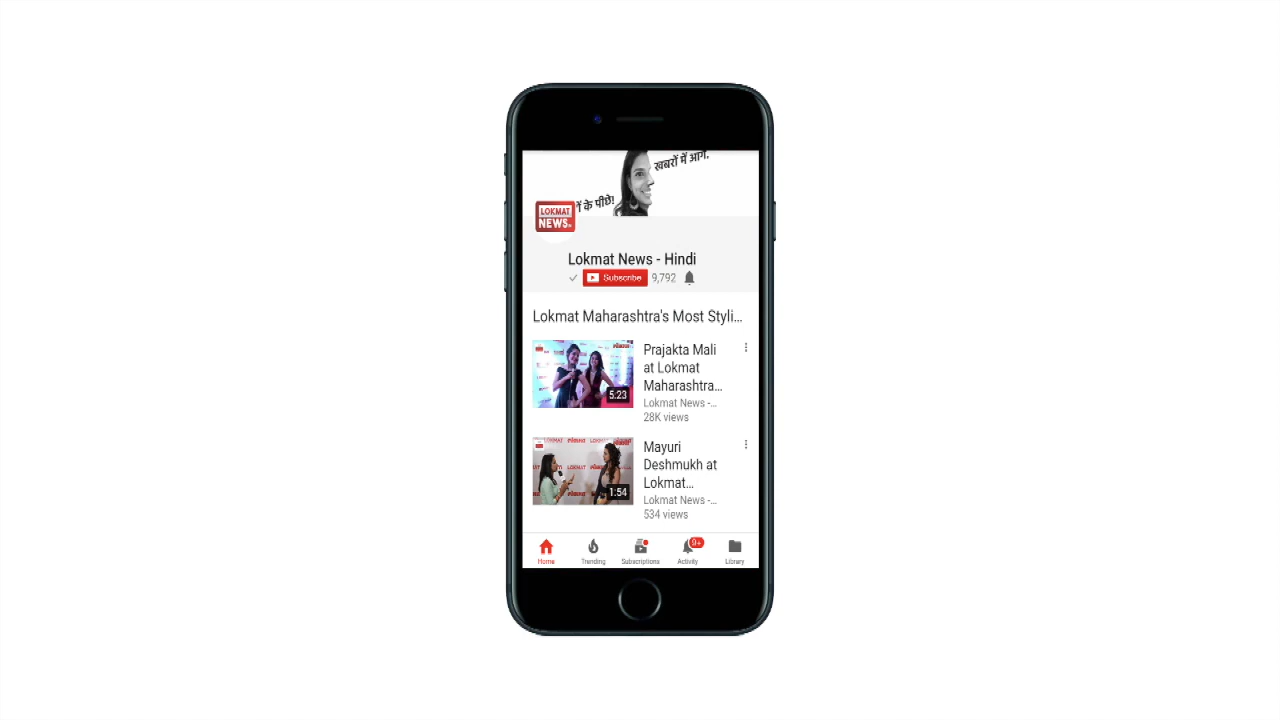 खबरों में आगे,
के पीछे!
LOKMAT
NEWS
Lokmat News - Hindi
Subscribe 9,792
Lokmat Maharashtra's Most Styli...
Prajakta Mali
at Lokmat
Maharashtra...
Lokmat News -...
28K views
5:23
Mayuri
Deshmukh at
Lokmat...
Lokmat News -...
534 views
1:54
LOKMAT
9+
Home Trending Subscriptions Activity Library